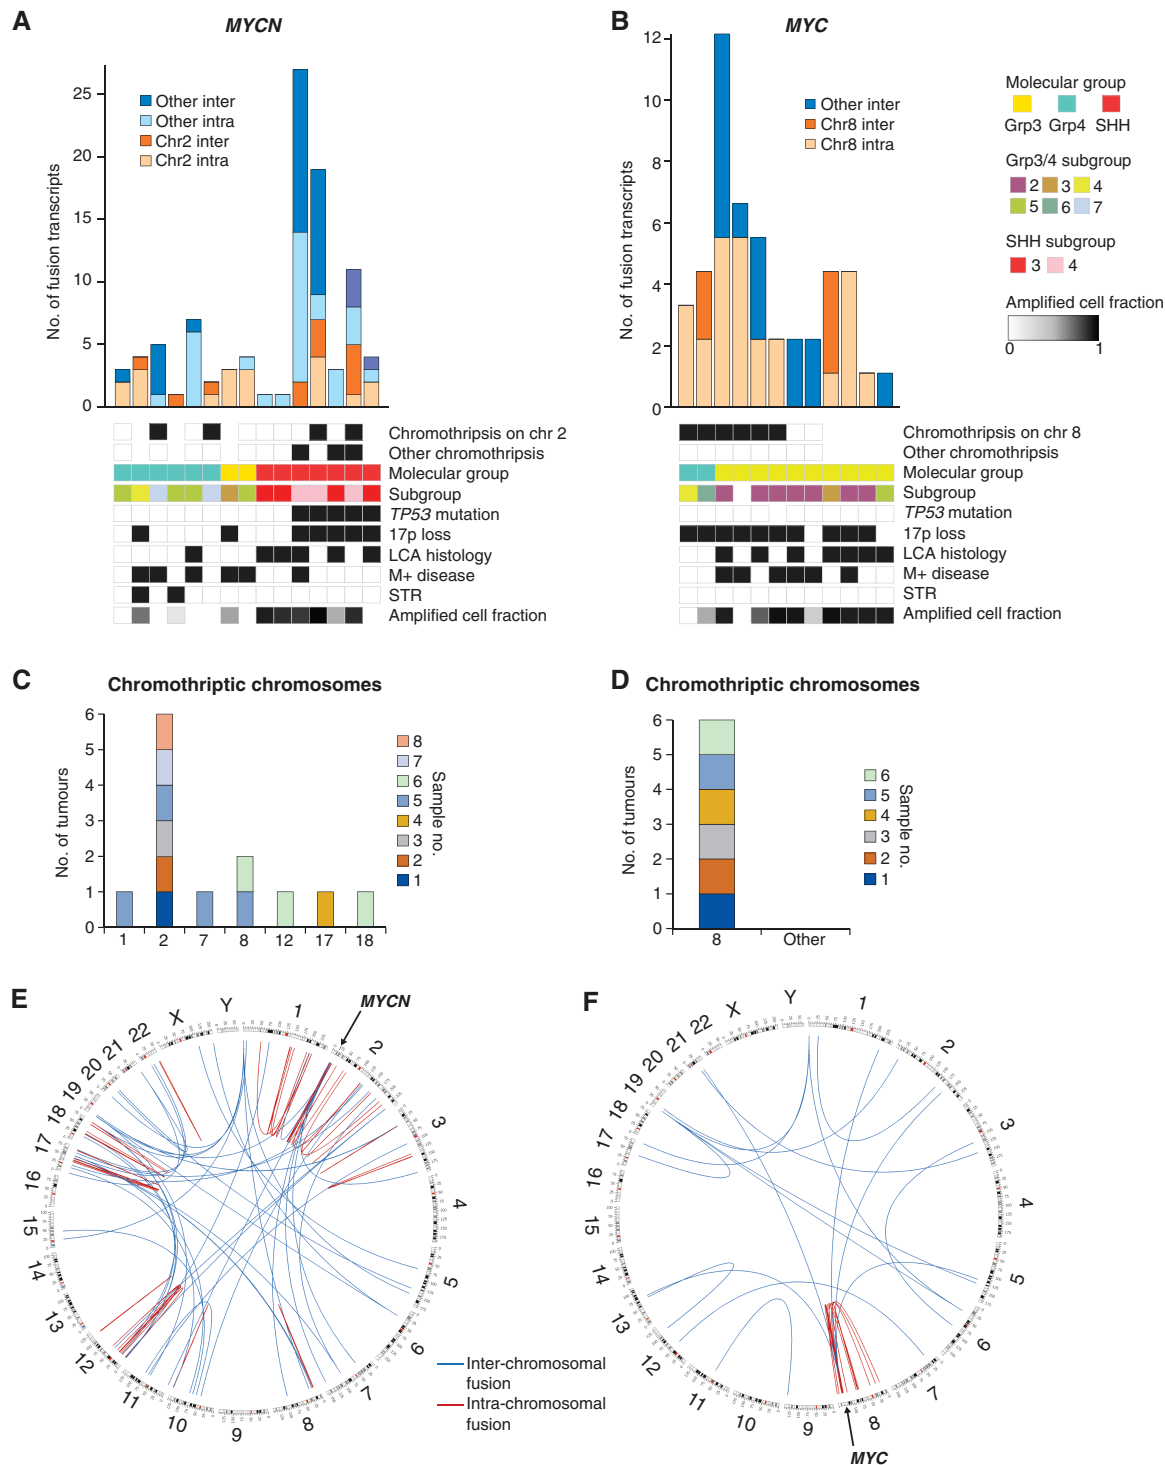 A
MYCN
No. of fusion transcripts
25
20
15
10
5
0
Other inter
Other intra
Chr2 inter
Chr2 intra
Chromothripsis on chr 2
Other chromothripsis
Molecular group
Subgroup
TP53 mutation
17p loss
LCA histology
M+ disease
STR
Amplified cell fraction
B
MYC
No. of fusion transcripts
12
10
8
6
4
2
0
Other inter
Chr8 inter
Chr8 intra
Chromothripsis on chr 8
Other chromothripsis
Molecular group
Subgroup
TP53 mutation
17p loss
LCA histology
M+ disease
STR
Amplified cell fraction
Molecular group
Grp3 Grp4 SHH
Grp3/4 subgroup
2 3 4
5 6 7
SHH subgroup
3 4
Amplified cell fraction
0 1
C
Chromothriptic chromosomes
No. of tumours
6
5
4
3
2
1
0
1 2 7 8 12 17 18
8
7
6
5
4
3
2
1
Sample no.
D
Chromothriptic chromosomes
No. of tumours
6
5
4
3
2
1
0
8 Other
6
5
4
3
2
1
Sample no.
E
MYCN
1
2
3
4
5
6
7
8
9
10
11
12
13
14
15
16
17
18
19
20
21
22
X
Y
Inter-chromosomal
fusion
Intra-chromosomal
fusion
F
1
2
3
4
5
6
7
8
9
10
11
12
13
14
15
16
17
18
19
20
21
22
X
Y
MYC